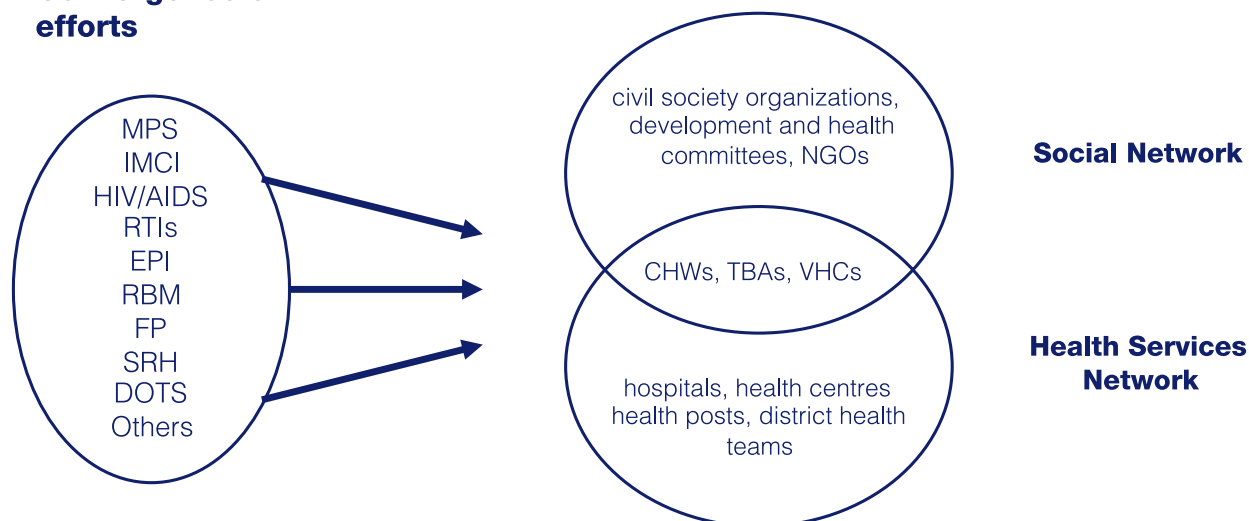 efforts
MPS
IMCI
HIV/AIDS
RTIs
EPI
RBM
FP
SRH
DOTS
Others
civil society organizations,
development and health
committees, NGOs
Social Network
CHWs, TBAs, VHCs
Health Services
Network
hospitals, health centres
health posts, district health
teams